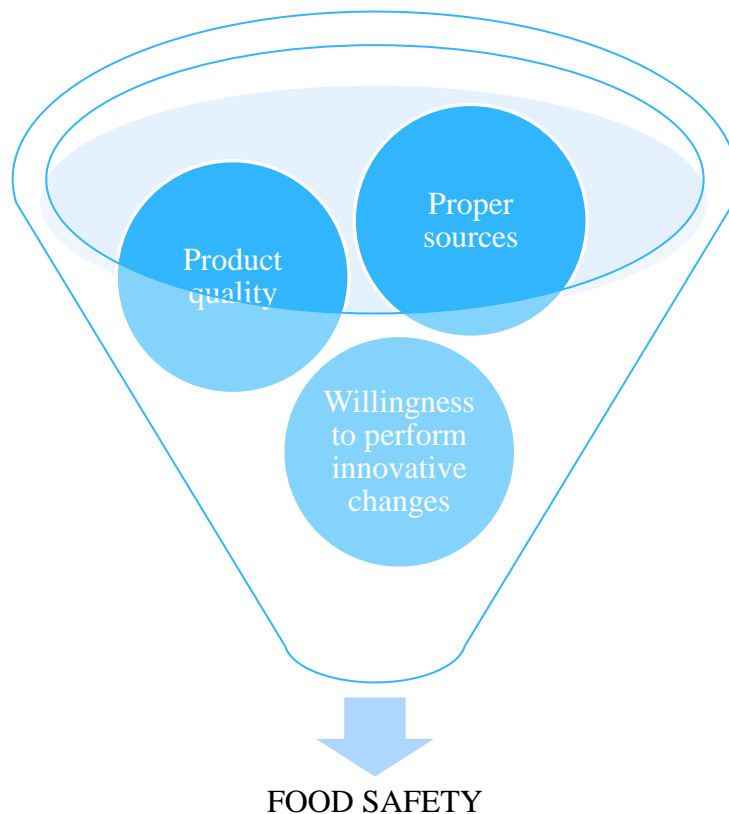 Proper
sources
Product
quality
Willingness
to perform
innovative
changes
FOOD SAFETY